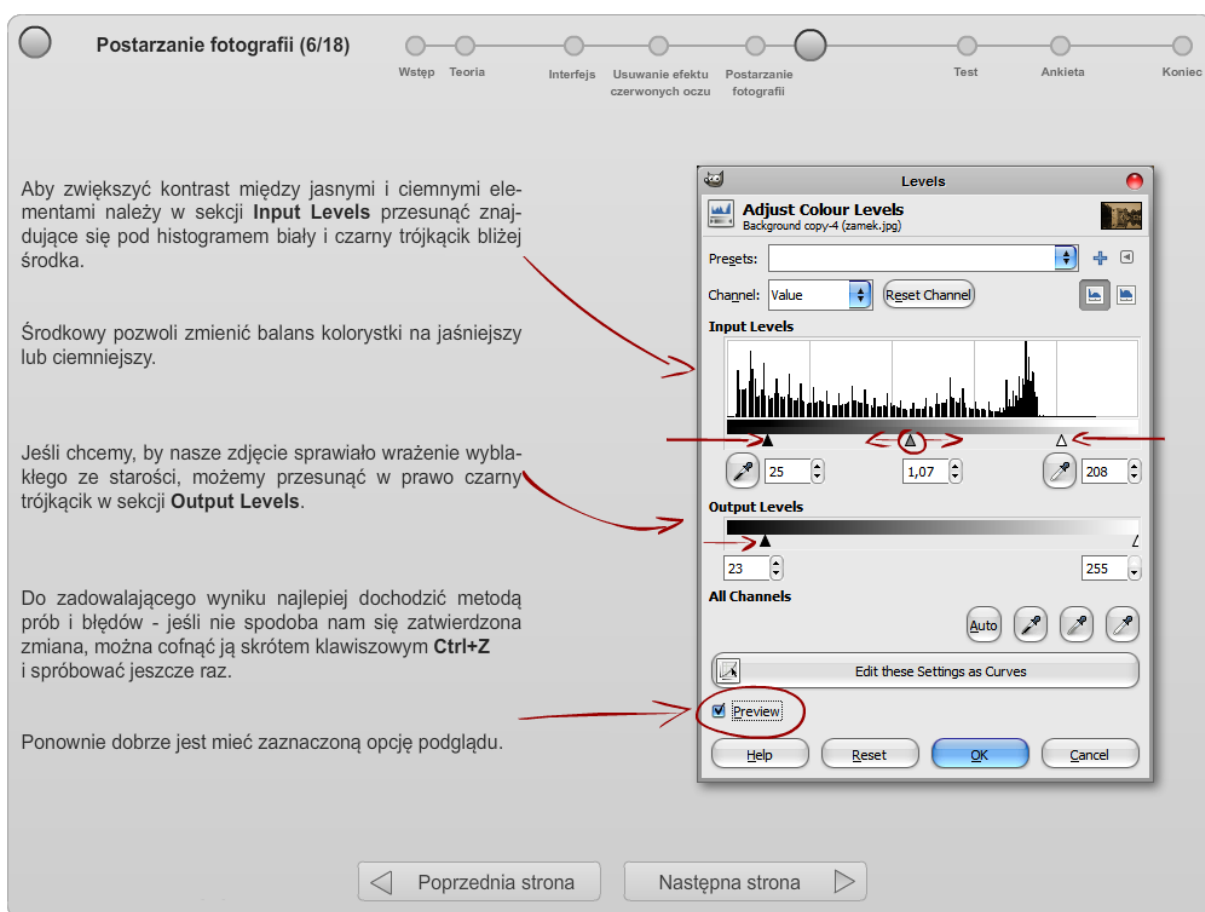 Postarzanie fotografii (6/18)
Wstęp Teoria Interfejs Usuwanie efektu Postarzanie Test Ankieta Koniec
czerwonych oczu fotografii
Aby zwiększyć kontrast między jasnymi i ciemnymi ele-
mentami należy w sekcji Input Levels przesunąć znaj-
dujące się pod histogramem biały i czarny trójkącik bliżej
środka.
Środkowy pozwoli zmienić balans kolorystki na jaśniejszy
lub ciemniejszy.
Jeśli chcemy, by nasze zdjęcie sprawiało wrażenie wybla-
kłego ze starości, możemy przesunąć w prawo czarny
trójkącik w sekcji Output Levels.
Do zadowalającego wyniku najlepiej dochodzić metodą
prób i błędów - jeśli nie spodoba nam się zatwierdzona
zmiana, można cofnąć ją skrótem klawiszowym Ctrl+Z
i spróbować jeszcze raz.
Ponownie dobrze jest mieć zaznaczoną opcję podglądu.
Levels
Adjust Colour Levels
Background copy-4 (zamek.jpg)
Presets:
Channel: Value Reset Channel
Input Levels
25 1,07 208
Output Levels
23 255
All Channels
Auto
Edit these Settings as Curves
Preview
Help Reset OK Cancel
Poprzednia strona Następna strona